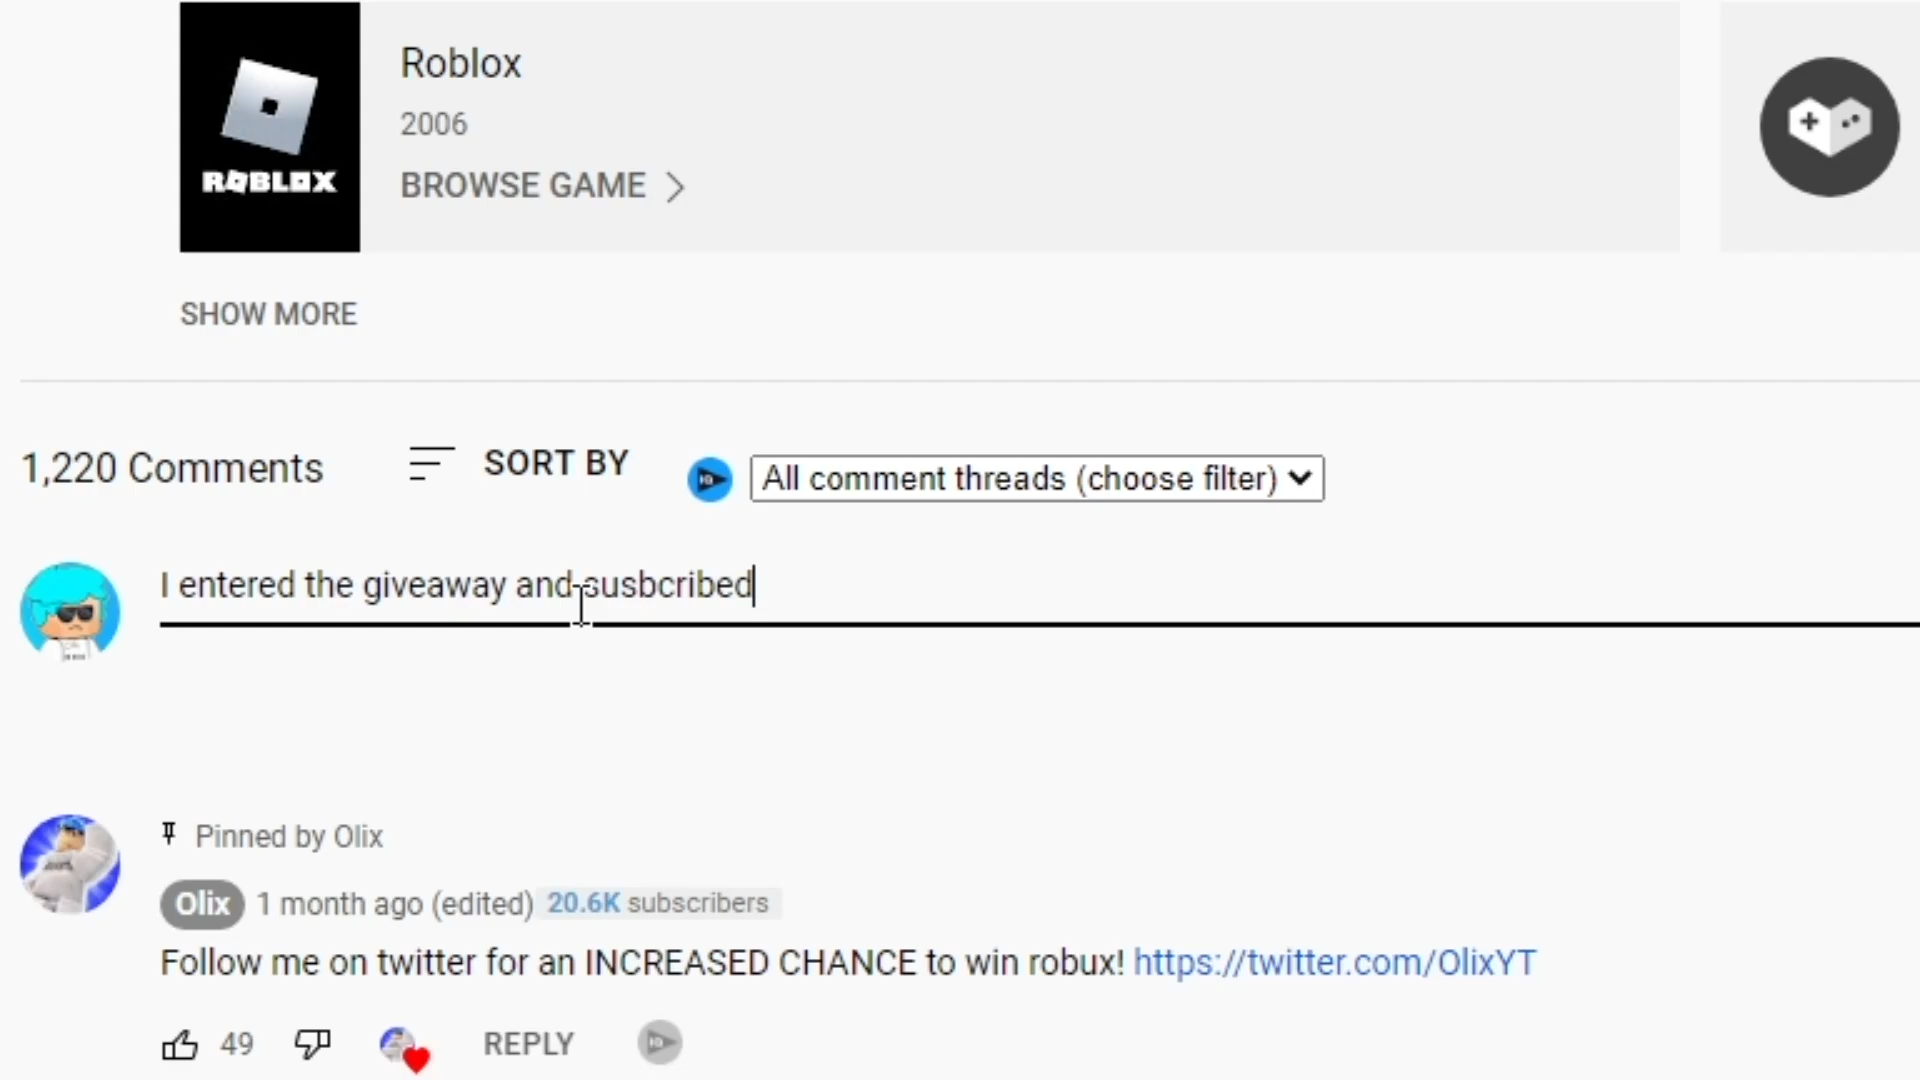 Roblox
2006
BROWSE GAME
ROBLOX
SHOW MORE
1,220 Comments
SORT BY
All comment threads (choose filter)
I entered the giveaway and susbcribed
Pinned by Olix
Olix 1 month ago (edited) 20.6K subscribers
Follow me on twitter for an INCREASED CHANCE to win robux! https://twitter.com/OlixYT
49
REPLY